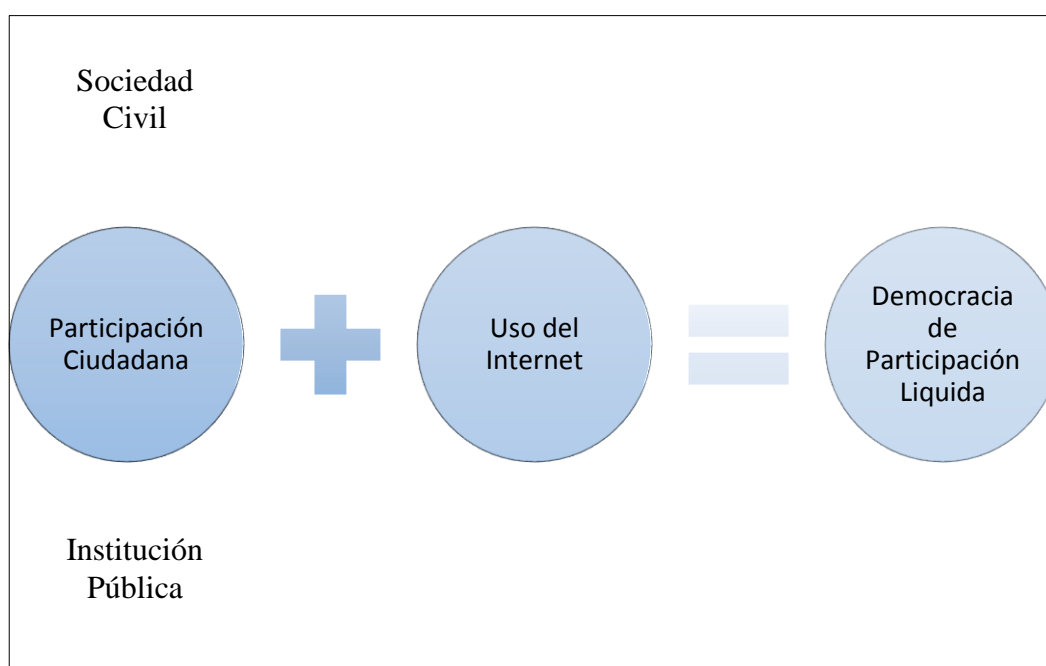 Sociedad
Civil
Participación
Ciudadana
Uso del
Internet
Democracia
de
Participación
Liquida
Institución
Pública